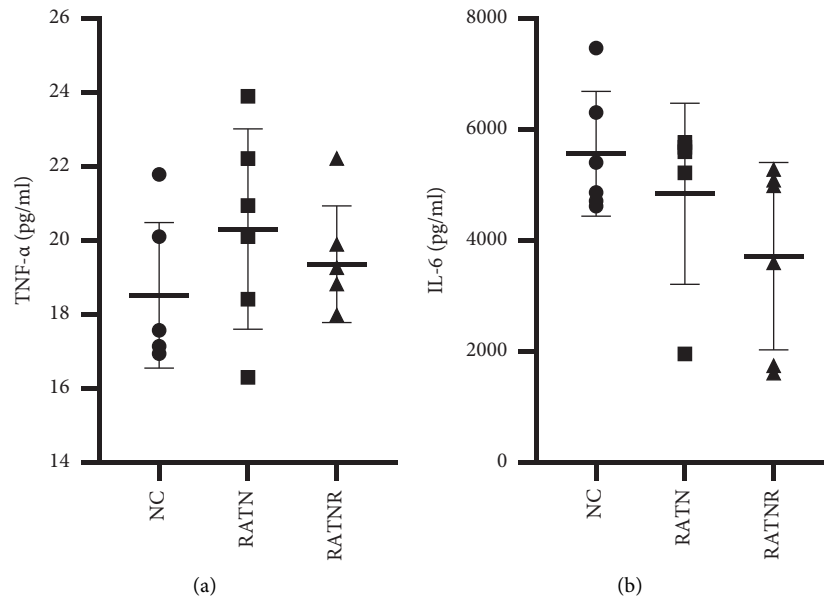 TNF-α (pg/ml)
26
24
22
20
18
16
14
NC
RATN
RATNR
(a)
IL-6 (pg/ml)
8000
6000
4000
2000
0
NC
RATN
RATNR
(b)